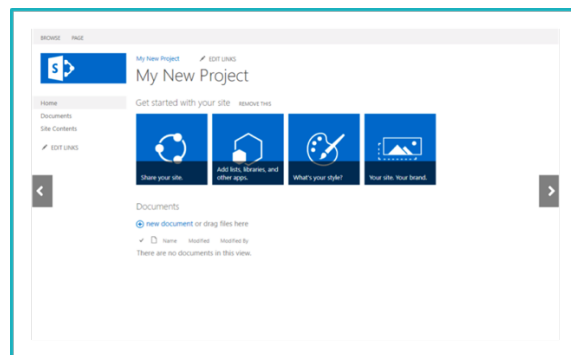 BROWSE PAGE
S
My New Project EDIT LINKS
My New Project
Home
Documents
Site Contents
EDIT LINKS
Get started with your site REMOVE THIS
Share your site.
Add lists, libraries, and
other apps.
What's your style?
Your site. Your brand.
Documents
new document or drag files here
Name Modified Modified By
There are no documents in this view.